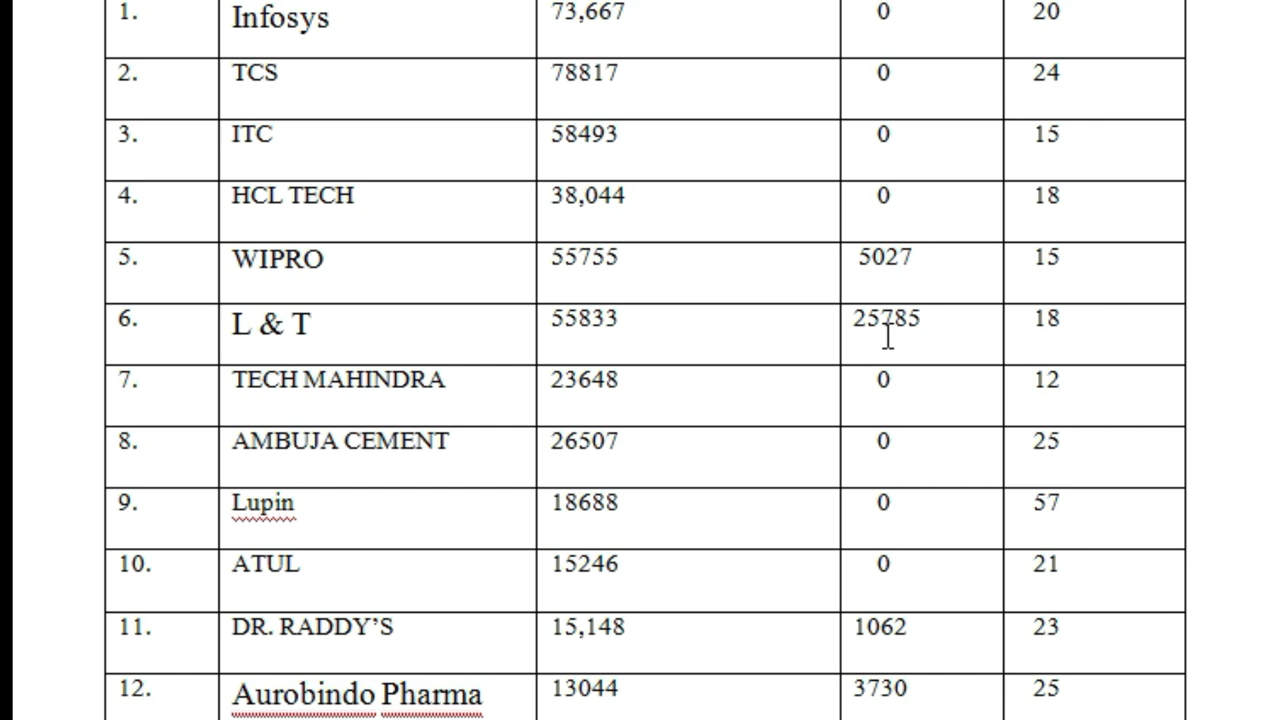 1. Infosys 73,667 0 20
2. TCS 78817 0 24
3. ITC 58493 0 15
4. HCL TECH 38,044 0 18
5. WIPRO 55755 5027 15
6. L & T 55833 25785 18
7. TECH MAHINDRA 23648 0 12
8. AMBUJA CEMENT 26507 0 25
9. Lupin 18688 0 57
10. ATUL 15246 0 21
11. DR. RADDY’S 15,148 1062 23
12. Aurobindo Pharma 13044 3730 25